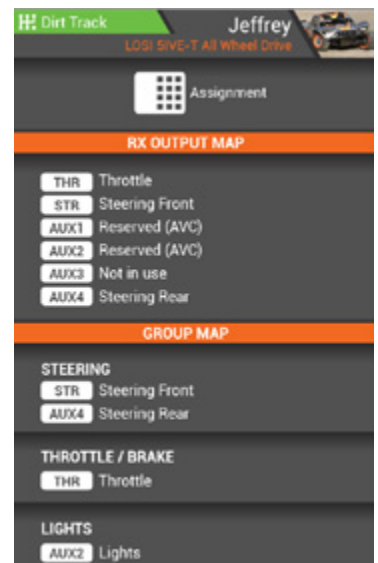 Dirt Track
Jeffrey
LOSI 5IVE-T All Wheel Drive
Assignment
RX OUTPUT MAP
THR Throttle
STR Steering Front
AUX1 Reserved (AVC)
AUX2 Reserved (AVC)
AUX3 Not in use
AUX4 Steering Rear
GROUP MAP
STEERING
STR Steering Front
AUX4 Steering Rear
THROTTLE / BRAKE
THR Throttle
LIGHTS
AUX2 Lights